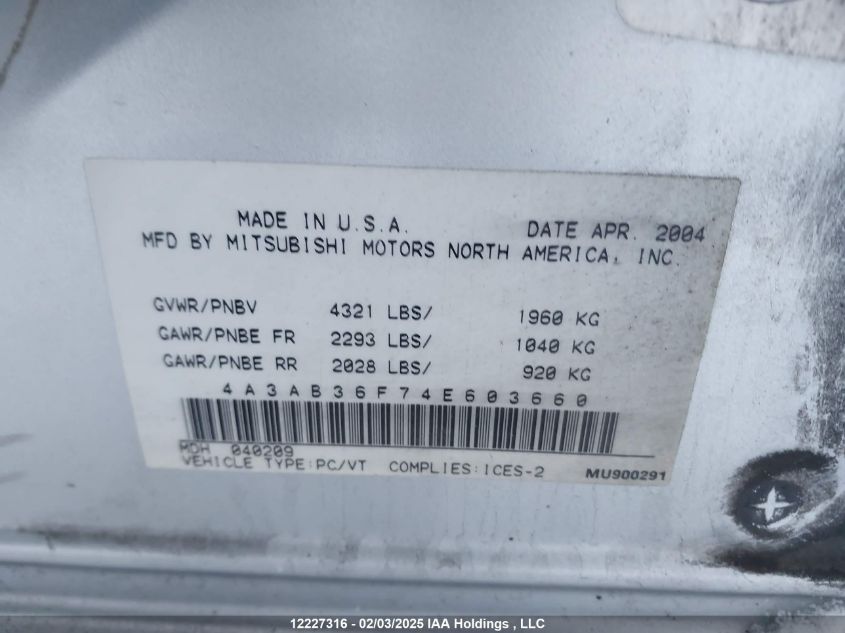 MADE IN U.S.A. DATE APR. 2004
MFD BY MITSUBISHI MOTORS NORTH AMERICA, INC.
GVWR/PNBV 4321 LBS/ 1960 KG
GAWR/PNBE FR 2293 LBS/ 1040 KG
GAWR/PNBE RR 2028 LBS/ 920 KG
4A3AB36F74E603660
MDH 040209
VEHICLE TYPE:PC/VT COMPLIES:ICES-2 MU900291
12227316 - 02/03/2025 IAA Holdings , LLC